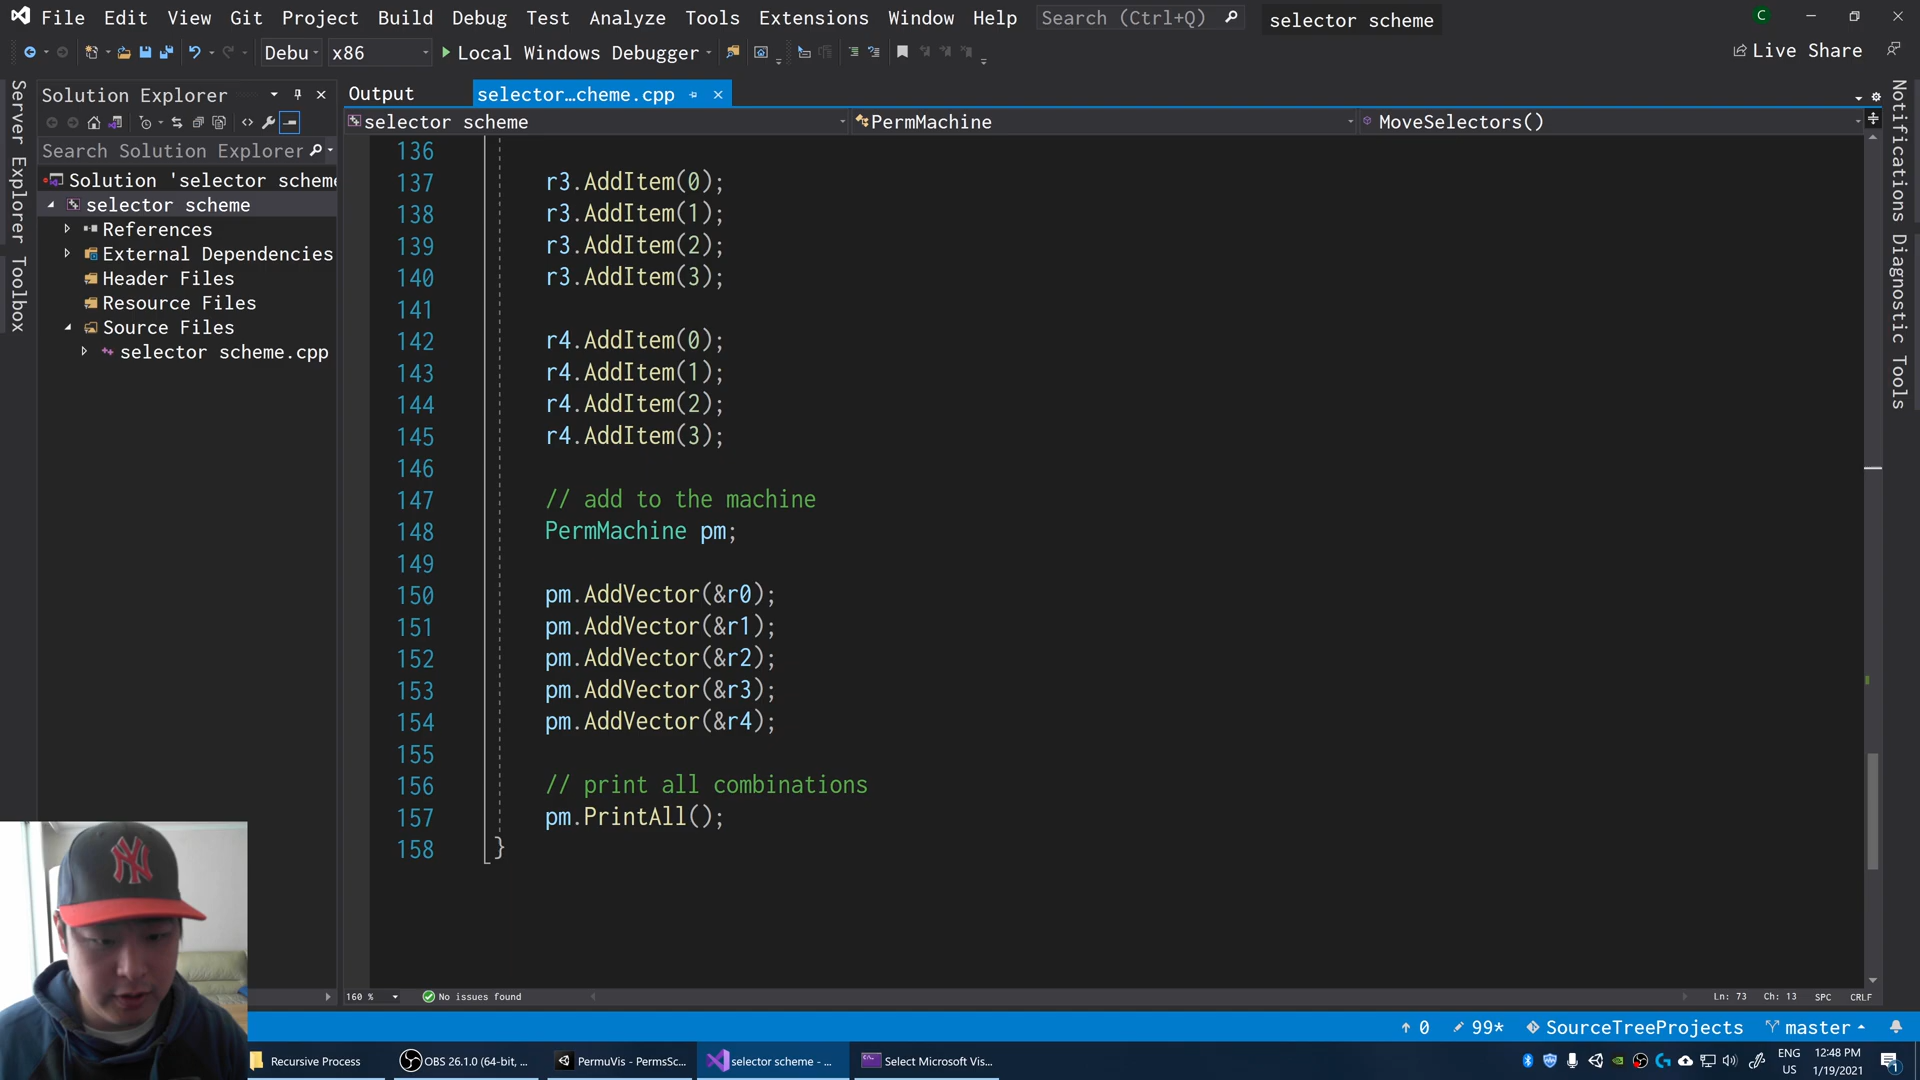 File Edit View Git Project Build Debug Test Analyze Tools Extensions Window Help Search (Ctrl+Q) selector scheme
Debu x86 Local Windows Debugger Live Share
Server Explorer Toolbox
Solution Explorer
Search Solution Explorer
Solution 'selector scheme
selector scheme
References
External Dependencies
Header Files
Resource Files
Source Files
selector scheme.cpp
Output selector...cheme.cpp
selector scheme PermMachine MoveSelectors()
136
137 r3.AddItem(0);
138 r3.AddItem(1);
139 r3.AddItem(2);
140 r3.AddItem(3);
141
142 r4.AddItem(0);
143 r4.AddItem(1);
144 r4.AddItem(2);
145 r4.AddItem(3);
146
147 // add to the machine
148 PermMachine pm;
149
150 pm.AddVector(&r0);
151 pm.AddVector(&r1);
152 pm.AddVector(&r2);
153 pm.AddVector(&r3);
154 pm.AddVector(&r4);
155
156 // print all combinations
157 pm.PrintAll();
158 }
Notifications Diagnostic Tools
160 % No issues found Ln: 73 Ch: 13 SPC CRLF
0 99* SourceTreeProjects master
Recursive Process OBS 26.1.0 (64-bit, ... PermuVis - PermsSc... selector scheme - ... Select Microsoft Vis...
ENG US 12:48 PM 1/19/2021